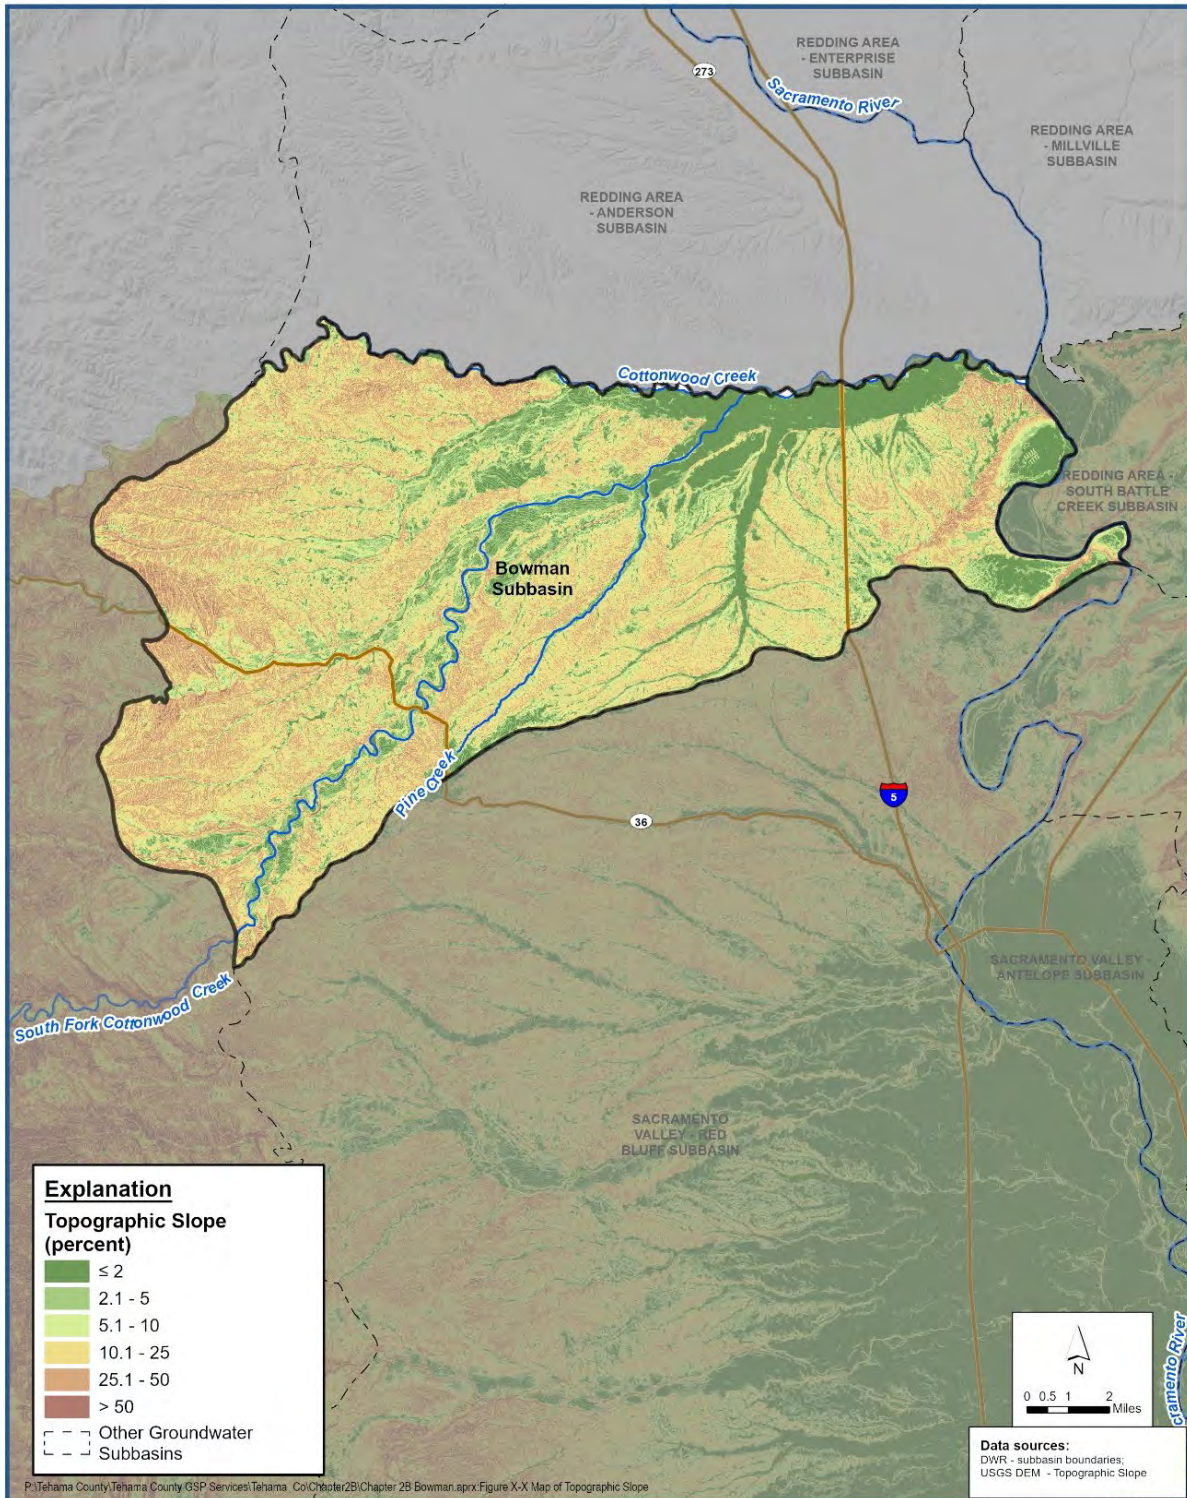 REDDING AREA
- ENTERPRISE
SUBBASIN
273
Sacramento River
REDDING AREA
- MILLVILLE
SUBBASIN
REDDING AREA
- ANDERSON
SUBBASIN
Cottonwood Creek
REDDING AREA -
SOUTH BATTLE
CREEK SUBBASIN
Bowman
Subbasin
Pine Creek
5
36
SACRAMENTO VALLEY -
ANTELOPE SUBBASIN
South Fork Cottonwood Creek
SACRAMENTO
VALLEY - RED
BLUFF SUBBASIN
Explanation
Topographic Slope
(percent)
≤ 2
2.1 - 5
5.1 - 10
10.1 - 25
25.1 - 50
> 50
Other Groundwater
Subbasins
N
0 0.5 1 2
Miles
cramento River
Data sources:
DWR - subbasin boundaries;
USGS DEM - Topographic Slope
P:\Tehama County\Tehama County GSP Services\Tehama_Co\Chapter2B\Chapter 2B Bowman.aprx:Figure X-X Map of Topographic Slope